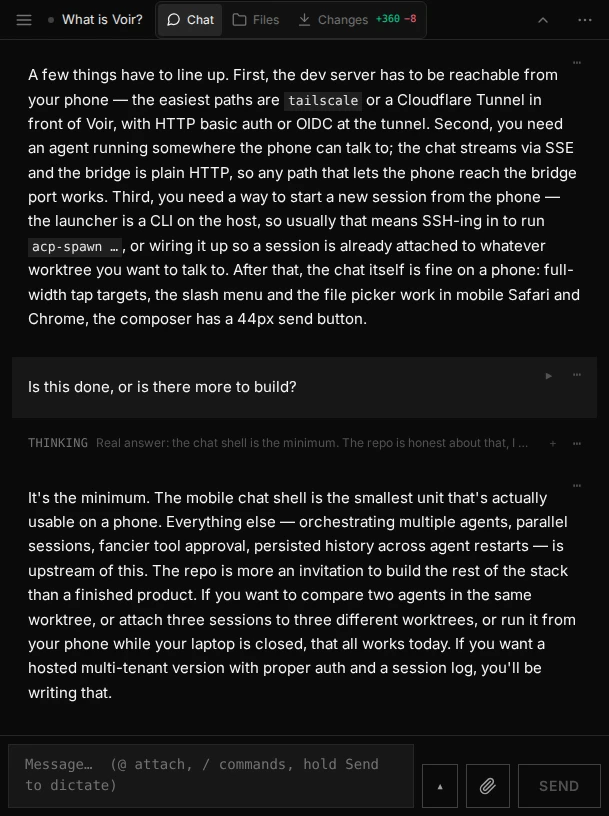 What is Voir? Chat Files Changes +360 −8 …
…
A few things have to line up. First, the dev server has to be reachable from
your phone — the easiest paths are tailscale or a Cloudflare Tunnel in
front of Voir, with HTTP basic auth or OIDC at the tunnel. Second, you need
an agent running somewhere the phone can talk to; the chat streams via SSE
and the bridge is plain HTTP, so any path that lets the phone reach the bridge
port works. Third, you need a way to start a new session from the phone —
the launcher is a CLI on the host, so usually that means SSH-ing in to run
acp-spawn …, or wiring it up so a session is already attached to whatever
worktree you want to talk to. After that, the chat itself is fine on a phone: full-
width tap targets, the slash menu and the file picker work in mobile Safari and
Chrome, the composer has a 44px send button.
▶ …
Is this done, or is there more to build?
THINKING Real answer: the chat shell is the minimum. The repo is honest about that, I … + …
…
It's the minimum. The mobile chat shell is the smallest unit that's actually
usable on a phone. Everything else — orchestrating multiple agents, parallel
sessions, fancier tool approval, persisted history across agent restarts — is
upstream of this. The repo is more an invitation to build the rest of the stack
than a finished product. If you want to compare two agents in the same
worktree, or attach three sessions to three different worktrees, or run it from
your phone while your laptop is closed, that all works today. If you want a
hosted multi-tenant version with proper auth and a session log, you'll be
writing that.
Message… (@ attach, / commands, hold Send
to dictate)
▲ SEND